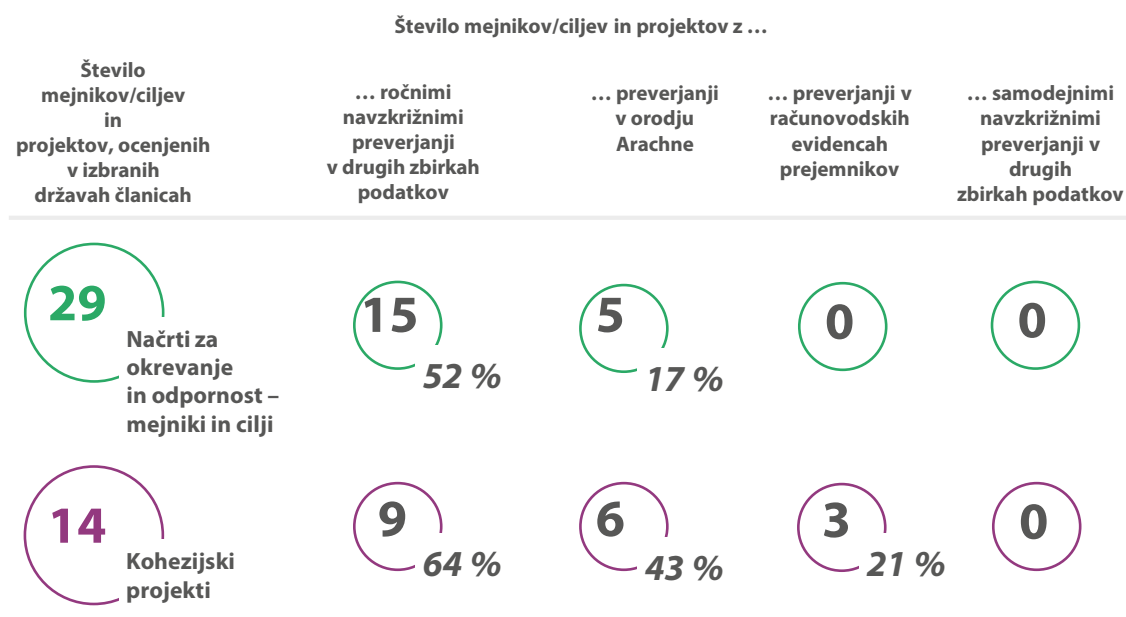 Število mejnikov/ciljev in projektov z …
Število
mejnikov/ciljev
in
projektov, ocenjenih
v izbranih
državah članicah
… ročnimi
navzkrižnimi
preverjanji
v drugih zbirkah
podatkov
… preverjanji
v orodju
Arachne
… preverjanji v
računovodskih
evidencah
prejemnikov
… samodejnimi
navzkrižnimi
preverjanji v
drugih
zbirkah podatkov
29
Načrti za
okrevanje
in odpornost –
mejniki in cilji
15
52 %
5
17 %
0
0
14
Kohezijski
projekti
9
64 %
6
43 %
3
21 %
0